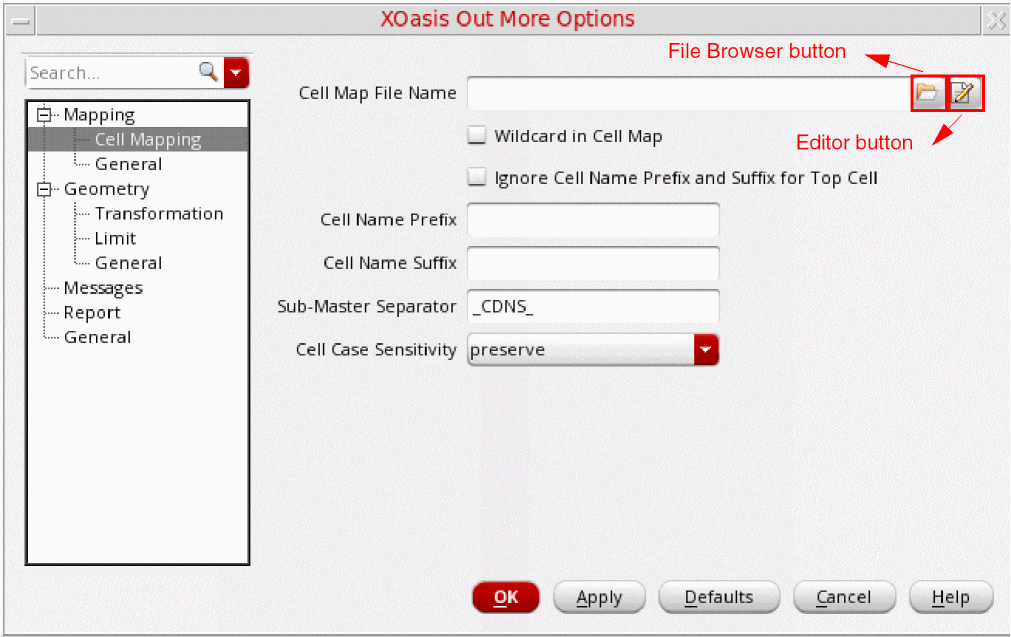 XOasis Out More Options
File Browser button
Search...
Cell Map File Name
Editor button
Mapping
Cell Mapping
General
Geometry
Transformation
Limit
General
Messages
Report
General
Wildcard in Cell Map
Ignore Cell Name Prefix and Suffix for Top Cell
Cell Name Prefix
Cell Name Suffix
Sub-Master Separator _CDNS_
Cell Case Sensitivity preserve
OK Apply Defaults Cancel Help